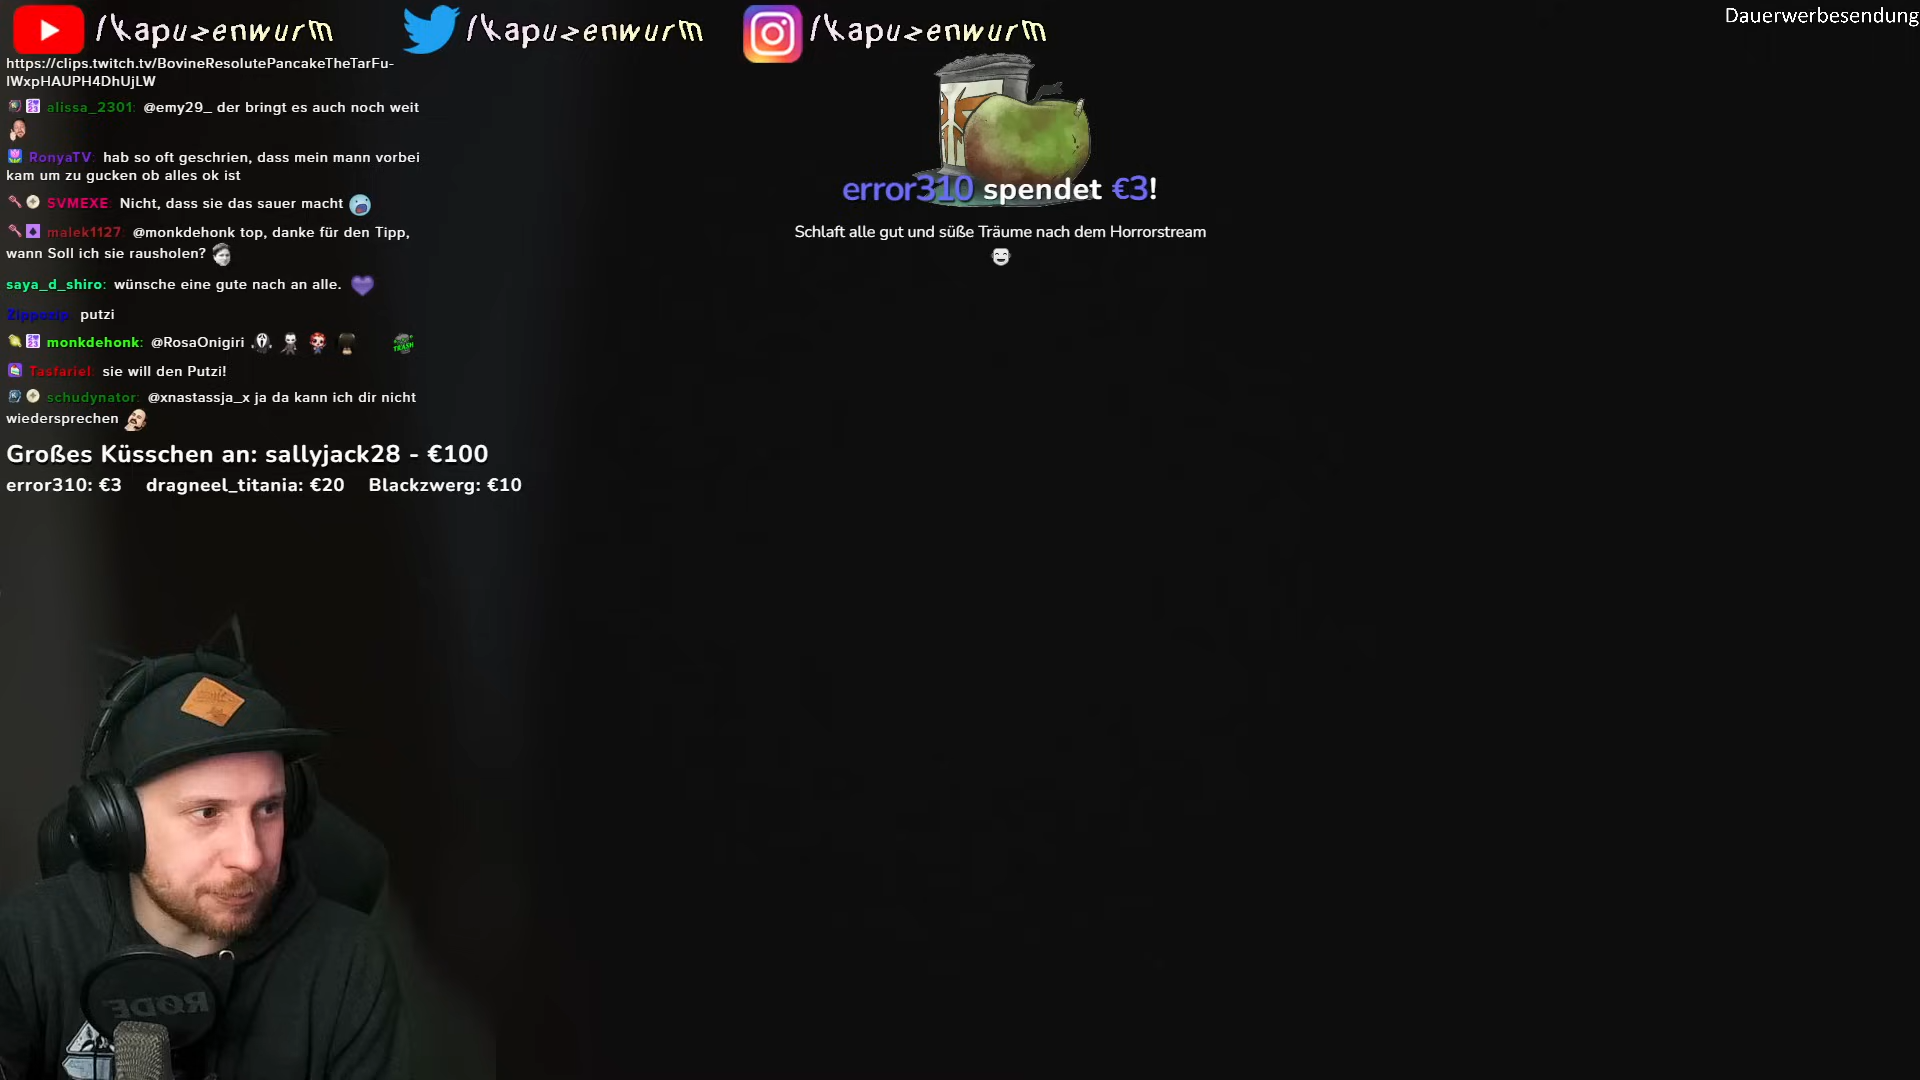 /kapuzenwurm
/kapuzenwurm
/kapuzenwurm
Dauerwerbesendung
https://clips.twitch.tv/BovineResolutePancakeTheTarFu-
IWxpHAUPH4DhUjLW
alissa_2301: @emy29_ der bringt es auch noch weit
RonyaTV: hab so oft geschrien, dass mein mann vorbei
kam um zu gucken ob alles ok ist
SVMEXE Nicht, dass sie das sauer macht
malek1127: @monkdehonk top, danke für den Tipp,
wann Soll ich sie rausholen?
saya_d_shiro: wünsche eine gute nach an alle.
Zippozip: putzi
monkdehonk: @RosaOnigiri
TRASH
Tasfariel: sie will den Putzi!
schudynator: @xnastassja_x ja da kann ich dir nicht
wiedersprechen
Großes Küsschen an: sallyjack28 - €100
error310: €3 dragneel_titania: €20 Blackzwerg: €10
error310 spendet €3!
Schlaft alle gut und süße Träume nach dem Horrorstream
RODE